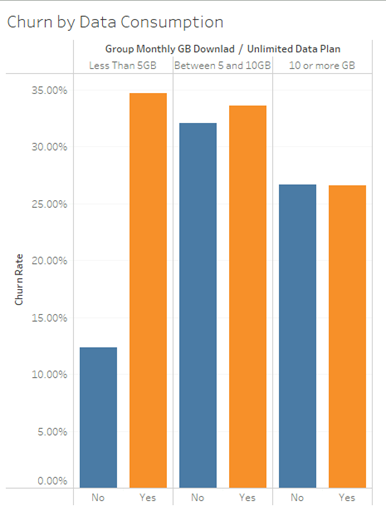 Churn by Data Consumption
Group Monthly GB Downlad / Unlimited Data Plan
Less Than 5GB Between 5 and 10GB 10 or more GB
35.00%
30.00%
25.00%
20.00%
15.00%
10.00%
5.00%
0.00%
Churn Rate
No Yes No Yes No Yes